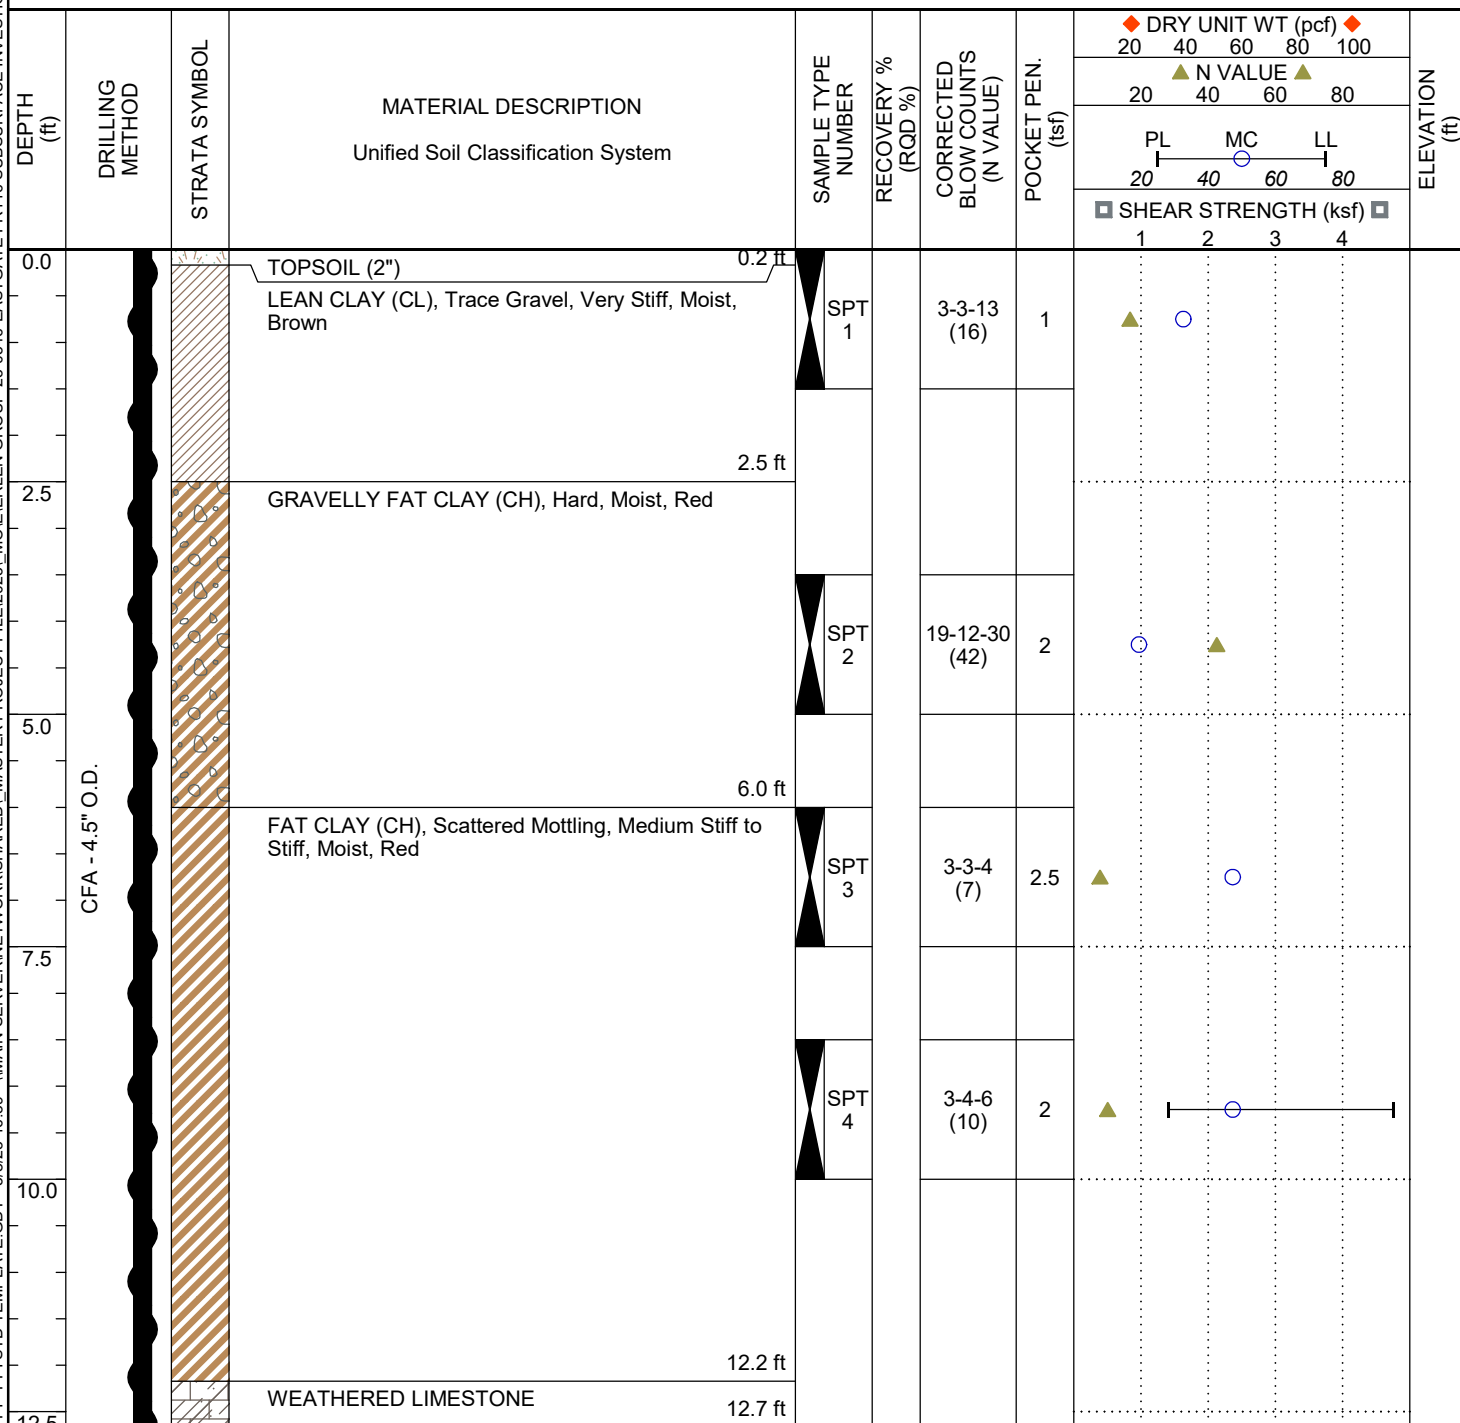 DEPTH
(ft)
DRILLING
METHOD
STRATA SYMBOL
MATERIAL DESCRIPTION
Unified Soil Classification System
SAMPLE TYPE
NUMBER
RECOVERY %
(RQD %)
CORRECTED
BLOW COUNTS
(N VALUE)
POCKET PEN.
(tsf)
DRY UNIT WT (pcf)
20 40 60 80 100
N VALUE
20 40 60 80
PL MC LL
20 40 60 80
SHEAR STRENGTH (ksf)
1 2 3 4
ELEVATION
(ft)
0.0
TOPSOIL (2")
0.2 ft
LEAN CLAY (CL), Trace Gravel, Very Stiff, Moist,
Brown
SPT
1
3-3-13
(16)
1
2.5 ft
2.5
GRAVELLY FAT CLAY (CH), Hard, Moist, Red
SPT
2
19-12-30
(42)
2
5.0
6.0 ft
CFA - 4.5" O.D.
FAT CLAY (CH), Scattered Mottling, Medium Stiff to
Stiff, Moist, Red
SPT
3
3-3-4
(7)
2.5
7.5
SPT
4
3-4-6
(10)
2
10.0
12.2 ft
WEATHERED LIMESTONE
12.7 ft
12.5